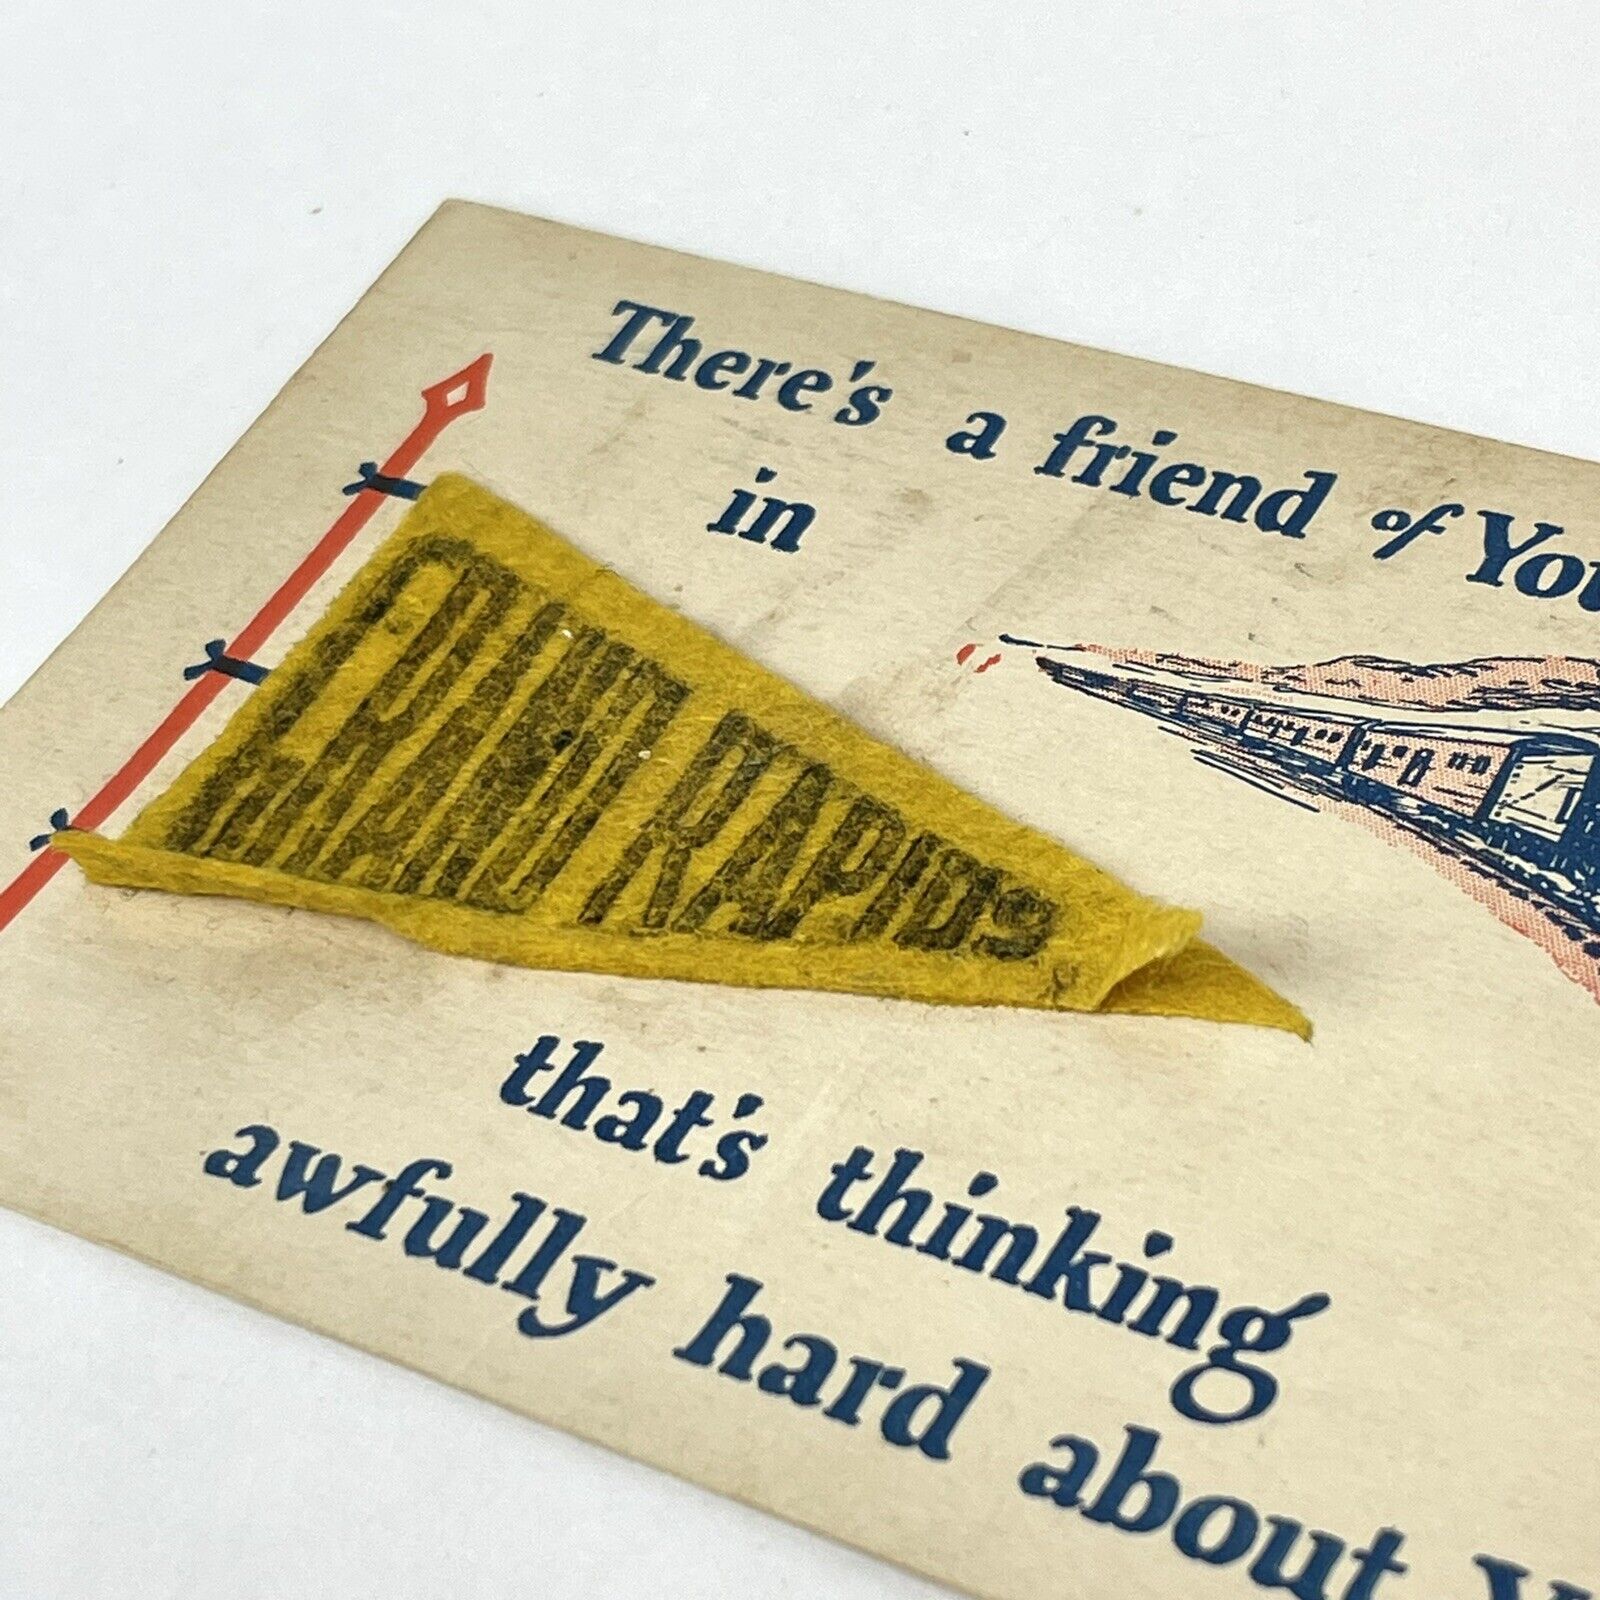 There's a friend of You
in
GRAND RAPIDS
that's thinking
awfully hard about